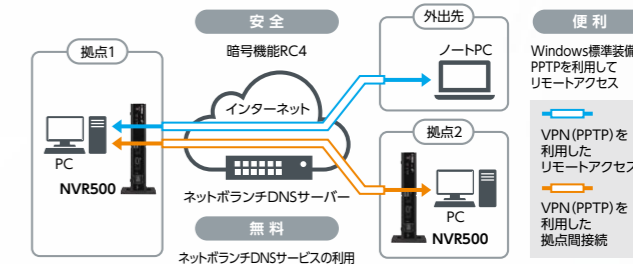 安全
暗号機能RC4
拠点1
PC
NVR500
インターネット
ネットボランチDNSサーバー
無料
ネットボランチDNSサービスの利用
外出先
ノートPC
拠点2
PC
NVR500
便利
Windows標準装備
PPTPを利用して
リモートアクセス
VPN(PPTP)を
利用した
リモートアクセス
VPN(PPTP)を
利用した
拠点間接続